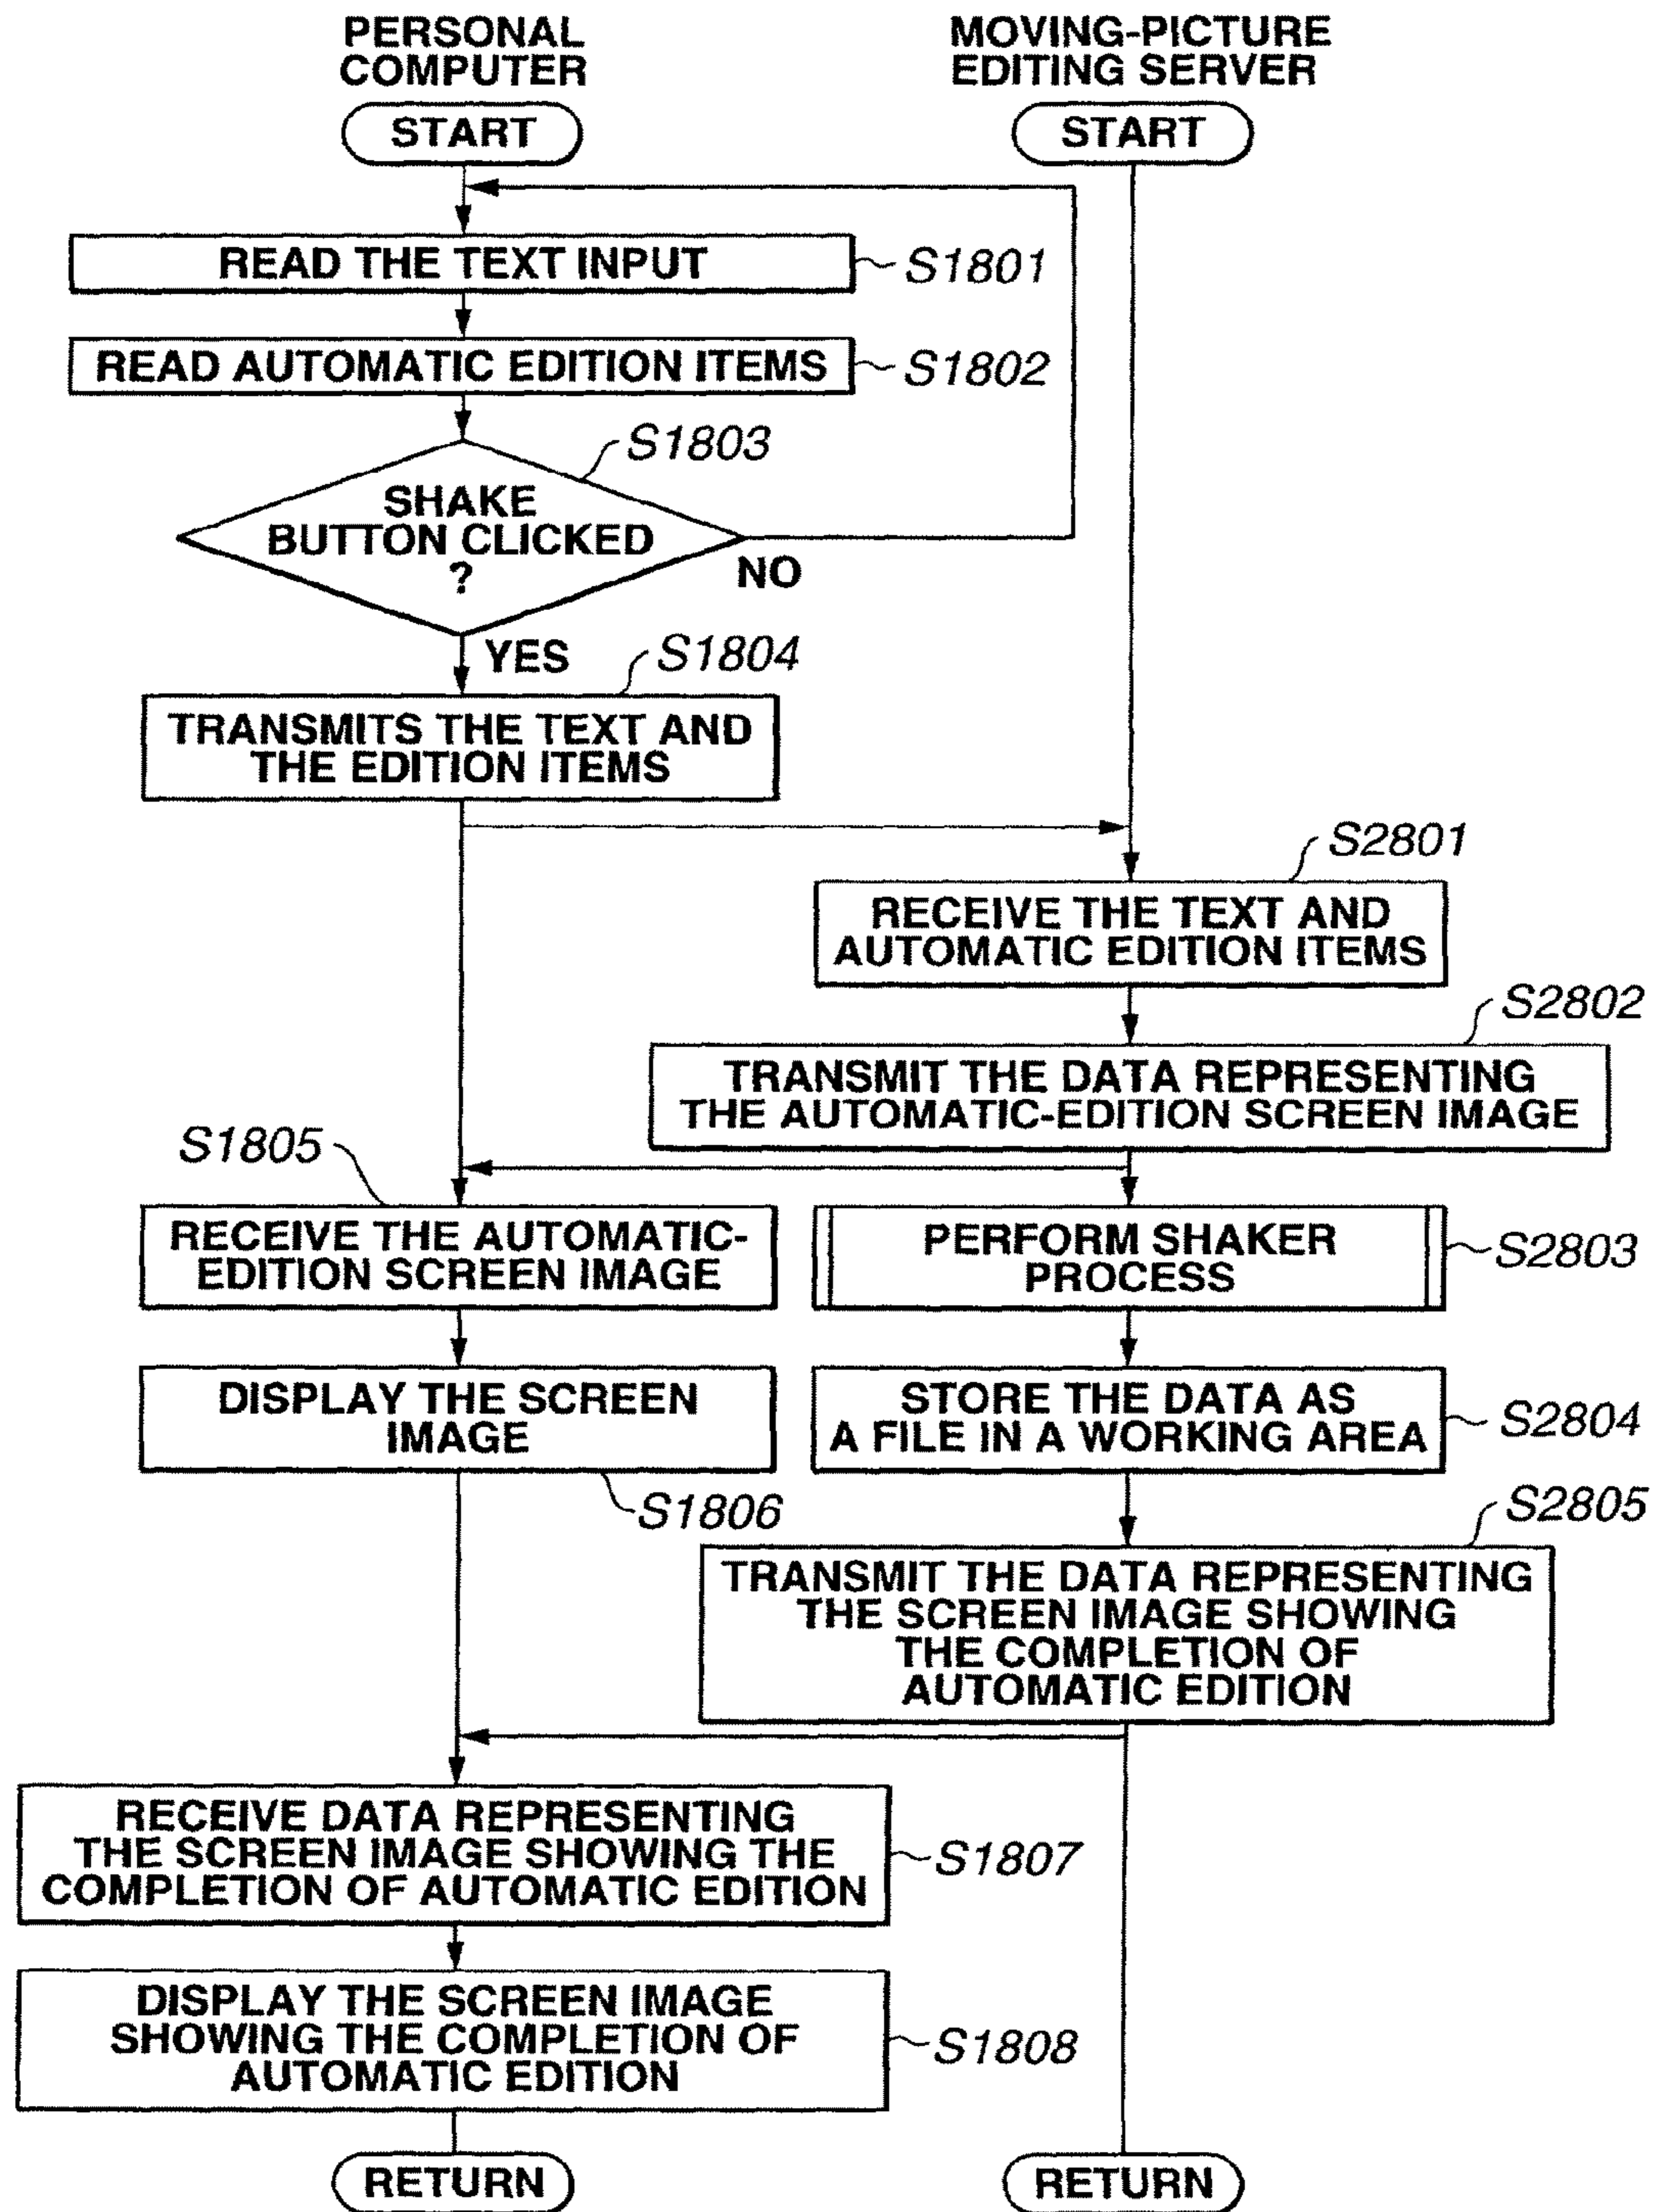 PERSONAL
COMPUTER
MOVING-PICTURE
EDITING SERVER
START
START
READ THE TEXT INPUT
S1801
READ AUTOMATIC EDITION ITEMS
S1802
S1803
SHAKE
BUTTON CLICKED
?
NO
YES
S1804
TRANSMITS THE TEXT AND
THE EDITION ITEMS
S2801
RECEIVE THE TEXT AND
AUTOMATIC EDITION ITEMS
S2802
TRANSMIT THE DATA REPRESENTING
THE AUTOMATIC-EDITION SCREEN IMAGE
S1805
RECEIVE THE AUTOMATIC-
EDITION SCREEN IMAGE
PERFORM SHAKER
PROCESS
S2803
DISPLAY THE SCREEN
IMAGE
S1806
STORE THE DATA AS
A FILE IN A WORKING AREA
S2804
S2805
TRANSMIT THE DATA REPRESENTING
THE SCREEN IMAGE SHOWING
THE COMPLETION OF
AUTOMATIC EDITION
RECEIVE DATA REPRESENTING
THE SCREEN IMAGE SHOWING THE
COMPLETION OF AUTOMATIC EDITION
S1807
DISPLAY THE SCREEN IMAGE
SHOWING THE COMPLETION OF
AUTOMATIC EDITION
S1808
RETURN
RETURN